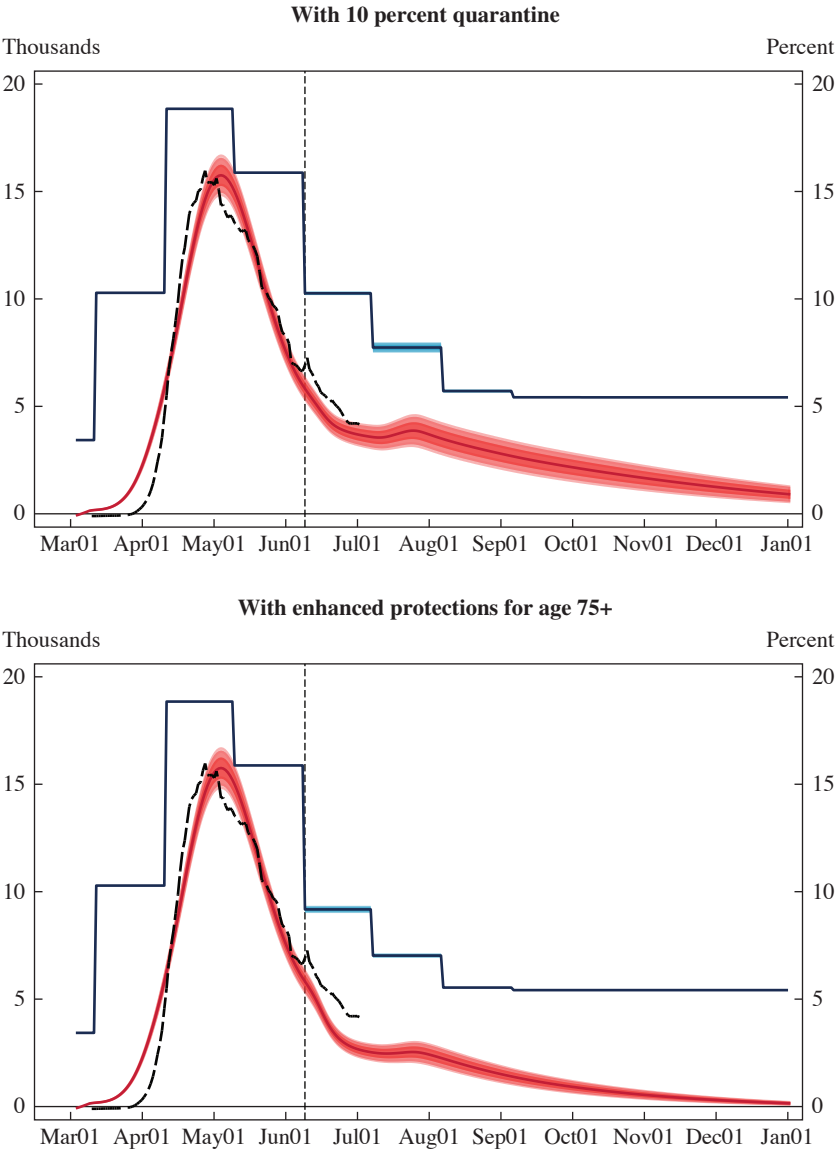 With 10 percent quarantine
Thousands Percent
20 20
15 15
10 10
5 5
0 0
Mar01 Apr01 May01 Jun01 Jul01 Aug01 Sep01 Oct01 Nov01 Dec01 Jan01
With enhanced protections for age 75+
Thousands Percent
20 20
15 15
10 10
5 5
0 0
Mar01 Apr01 May01 Jun01 Jul01 Aug01 Sep01 Oct01 Nov01 Dec01 Jan01